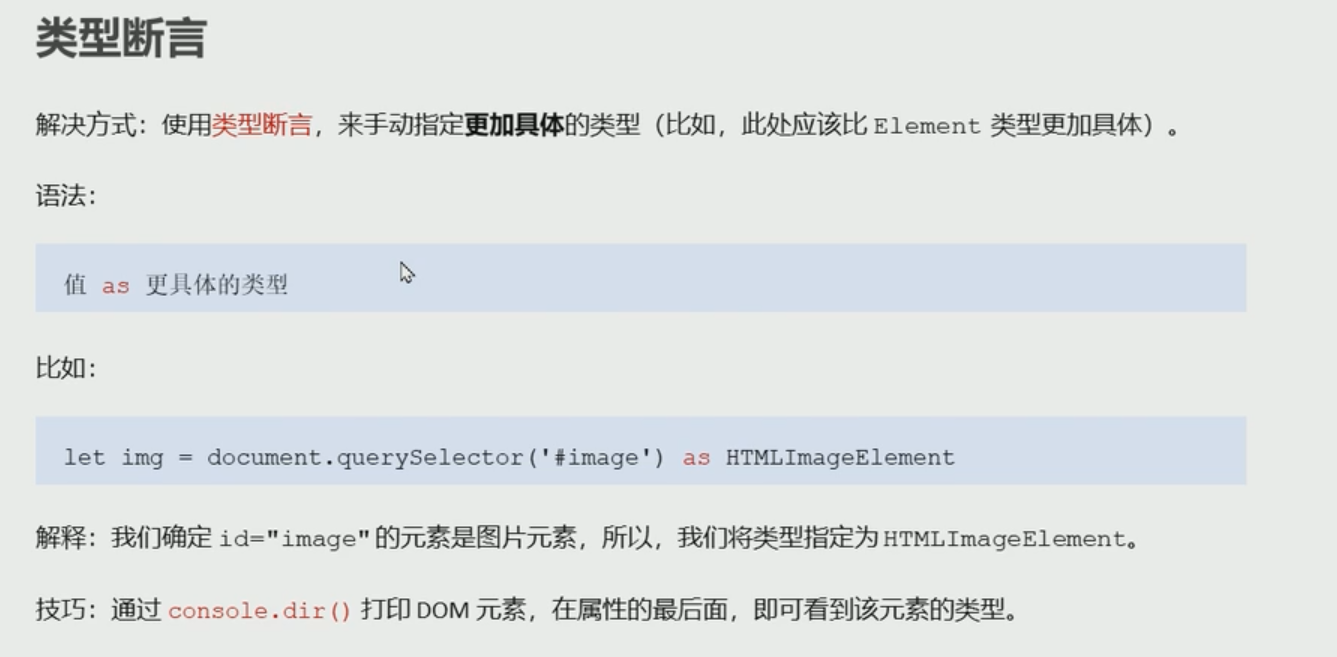 类型断言
解决方式：使用类型断言，来手动指定更加具体的类型（比如，此处应该比 Element 类型更加具体）。
语法：
值 as 更具体的类型
比如：
let img = document.querySelector('#image') as HTMLImageElement
解释：我们确定 id="image" 的元素是图片元素，所以，我们将类型指定为 HTMLImageElement。
技巧：通过 console.dir() 打印 DOM 元素，在属性的最后面，即可看到该元素的类型。